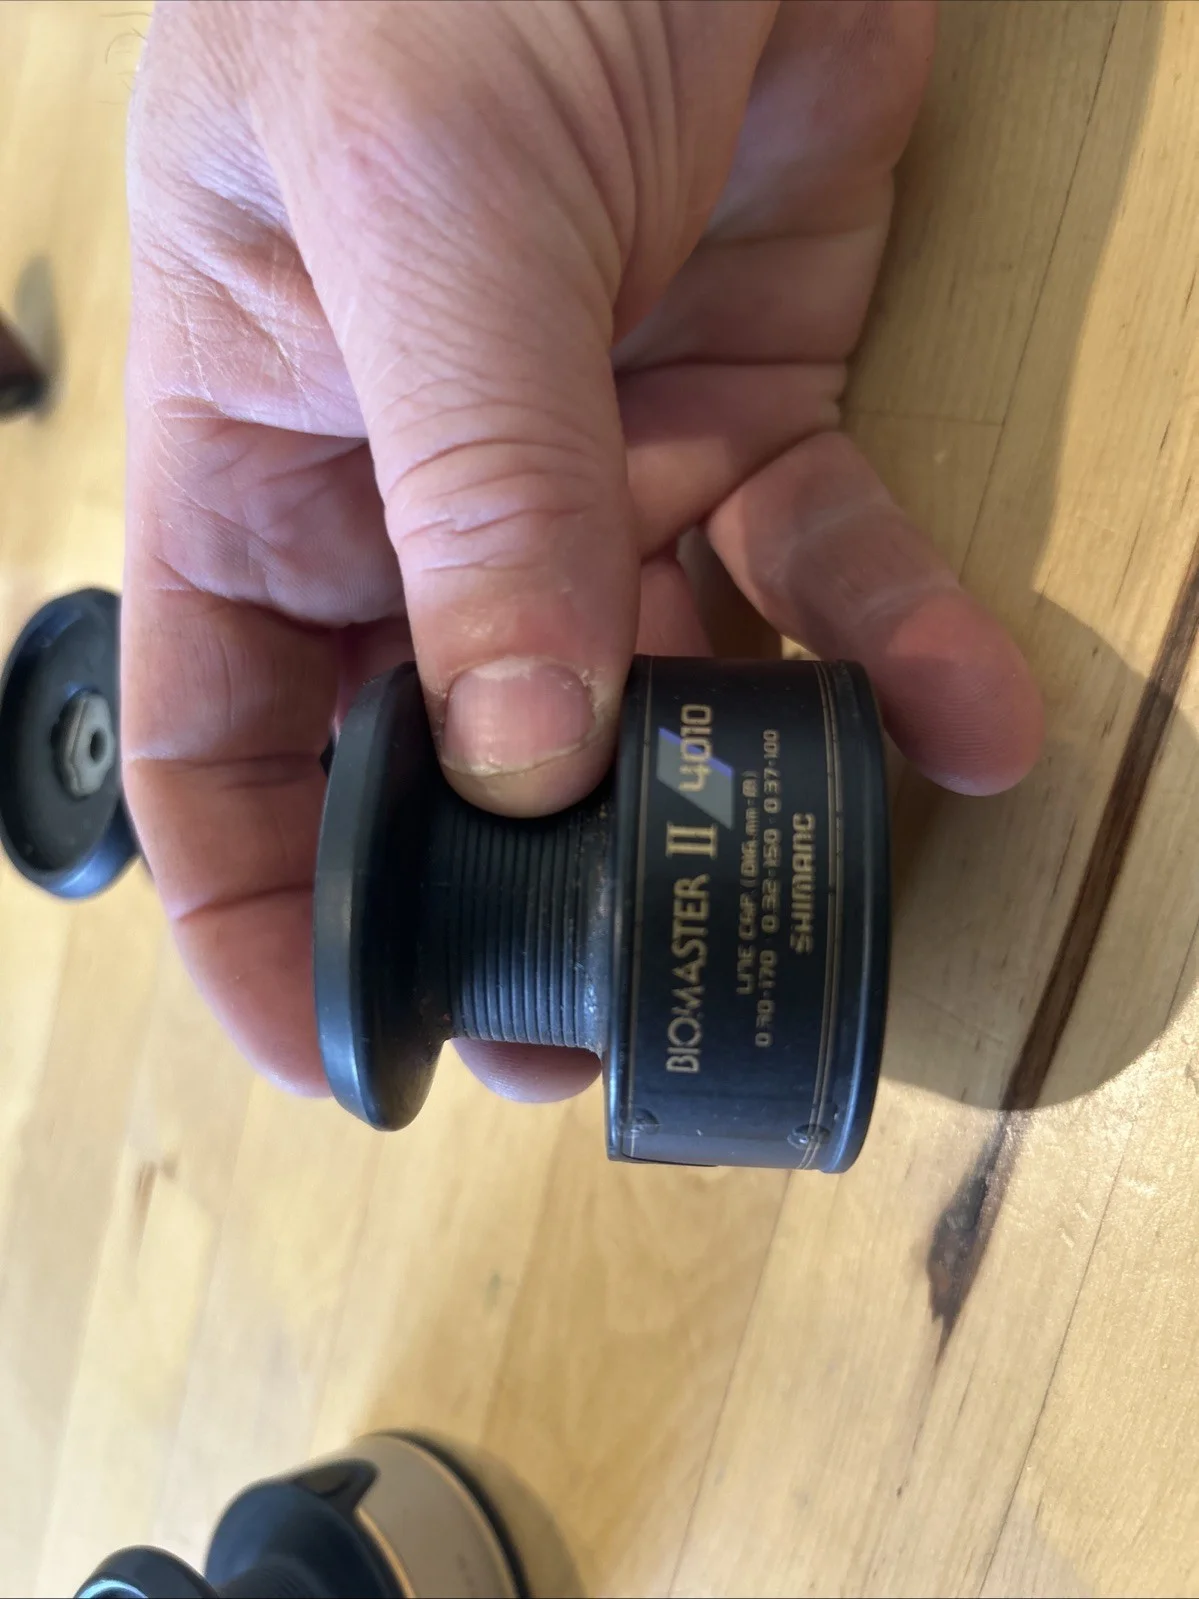 BIOMASTER II 4010
LINE CAP. (DIA.mm-m)
0.30-170 · 0.32-150 · 0.37-100
SHIMANO